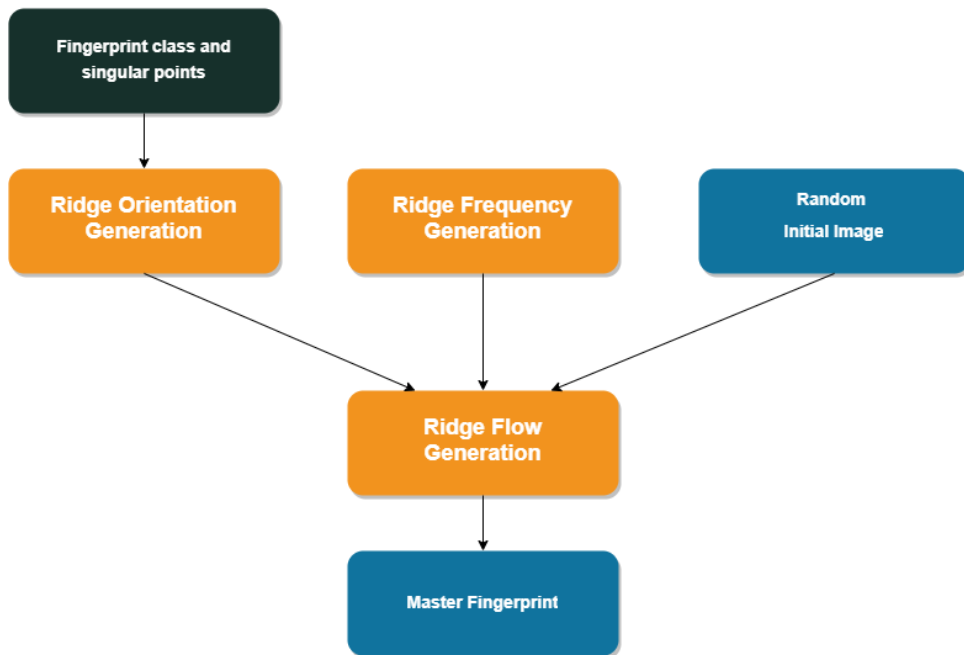 Fingerprint class and
singular points
Ridge Orientation
Generation
Ridge Frequency
Generation
Random
Initial Image
Ridge Flow
Generation
Master Fingerprint